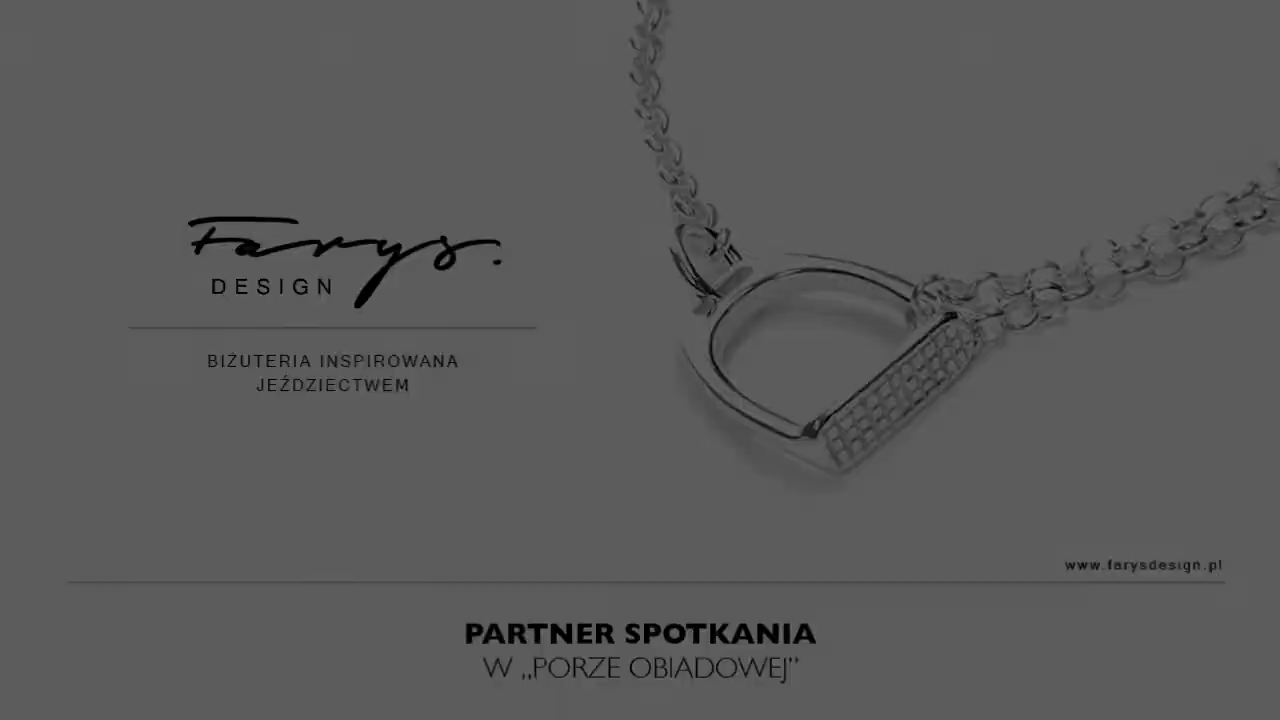 Farys.
DESIGN
BIŻUTERIA INSPIROWANA
JEŹDZIECTWEM
www.farysdesign.pl
PARTNER SPOTKANIA
W „PORZE OBIADOWEJ”